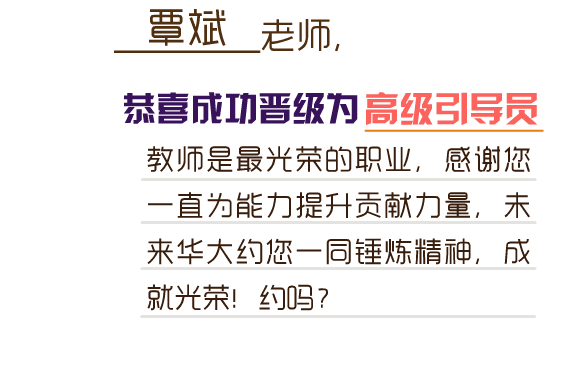 覃斌 老师,
恭喜成功晋级为 高级引导员
教师是最光荣的职业，感谢您
一直为能力提升贡献力量，未
来华大约您一同锤炼精神，成
就光荣！约吗？